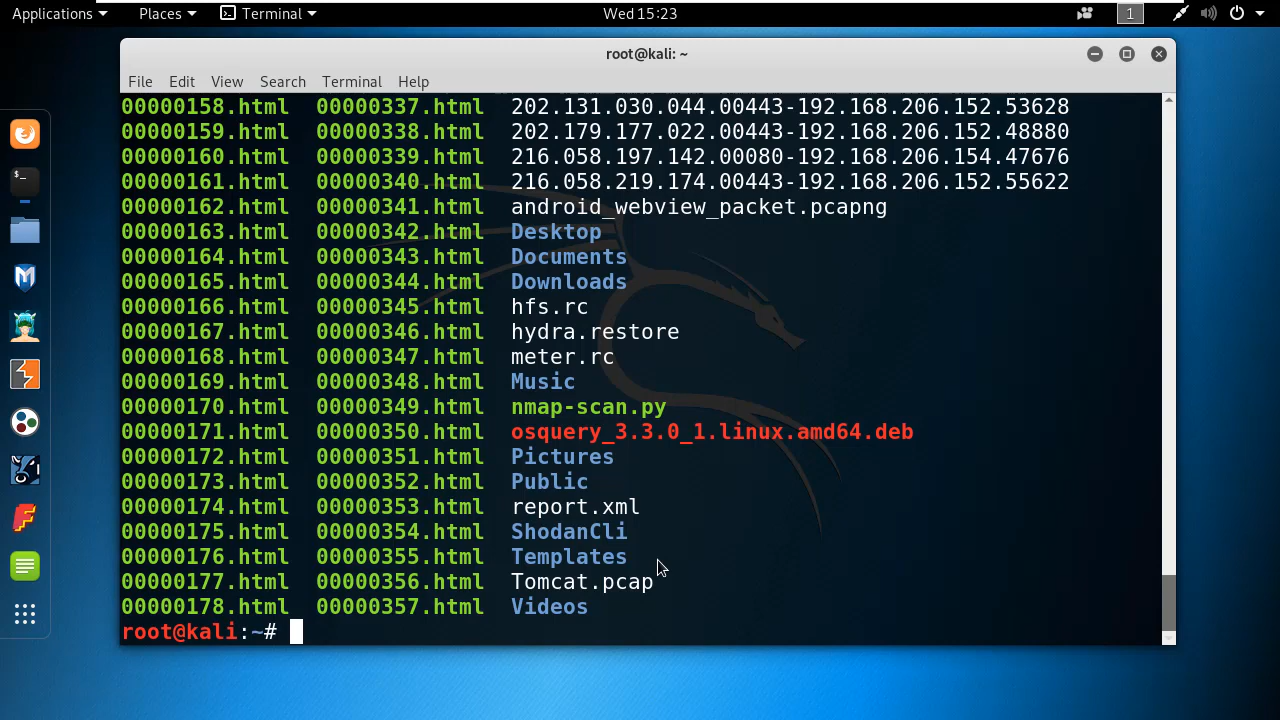 Applications Places Terminal Wed 15:23 1
root@kali: ~
File Edit View Search Terminal Help
00000158.html 00000337.html 202.131.030.044.00443-192.168.206.152.53628
00000159.html 00000338.html 202.179.177.022.00443-192.168.206.152.48880
00000160.html 00000339.html 216.058.197.142.00080-192.168.206.154.47676
00000161.html 00000340.html 216.058.219.174.00443-192.168.206.152.55622
00000162.html 00000341.html android_webview_packet.pcapng
00000163.html 00000342.html Desktop
00000164.html 00000343.html Documents
00000165.html 00000344.html Downloads
00000166.html 00000345.html hfs.rc
00000167.html 00000346.html hydra.restore
00000168.html 00000347.html meter.rc
00000169.html 00000348.html Music
00000170.html 00000349.html nmap-scan.py
00000171.html 00000350.html osquery_3.3.0_1.linux.amd64.deb
00000172.html 00000351.html Pictures
00000173.html 00000352.html Public
00000174.html 00000353.html report.xml
00000175.html 00000354.html ShodanCli
00000176.html 00000355.html Templates
00000177.html 00000356.html Tomcat.pcap
00000178.html 00000357.html Videos
root@kali:~#